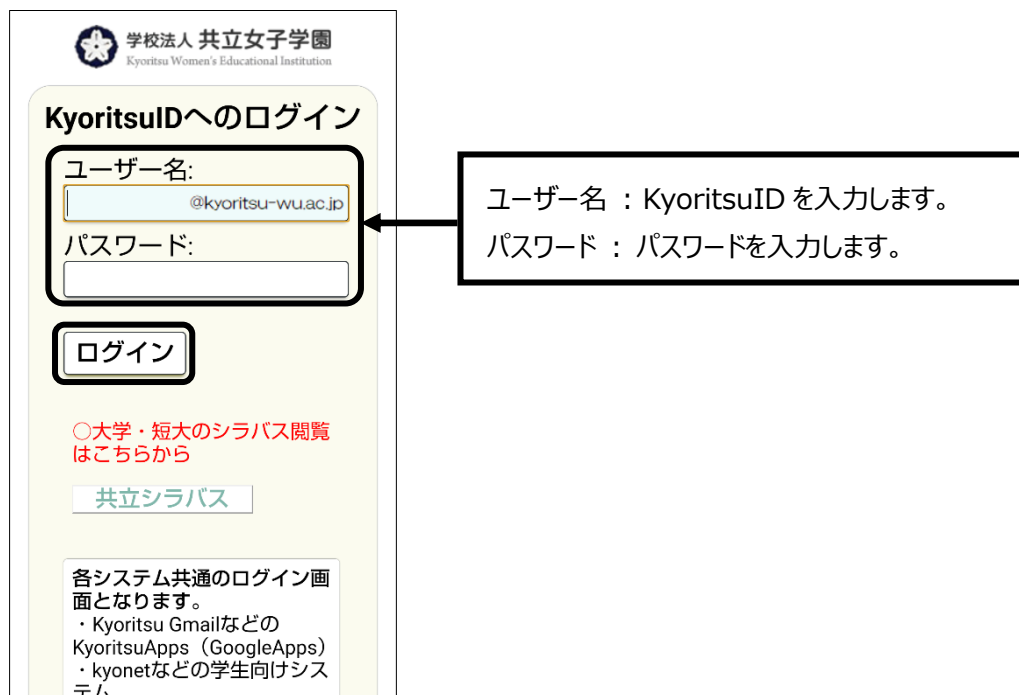 学校法人 共立女子学園
Kyoritsu Women's Educational Institution
KyoritsuIDへのログイン
ユーザー名:
@kyoritsu-wu.ac.jp
パスワード:
ログイン
ユーザー名 : KyoritsuID を入力します。
パスワード : パスワードを入力します。
○大学・短大のシラバス閲覧
はこちらから
共立シラバス
各システム共通のログイン画
面となります。
・Kyoritsu Gmailなどの
KyoritsuApps（GoogleApps）
・kyonetなどの学生向けシス
テム